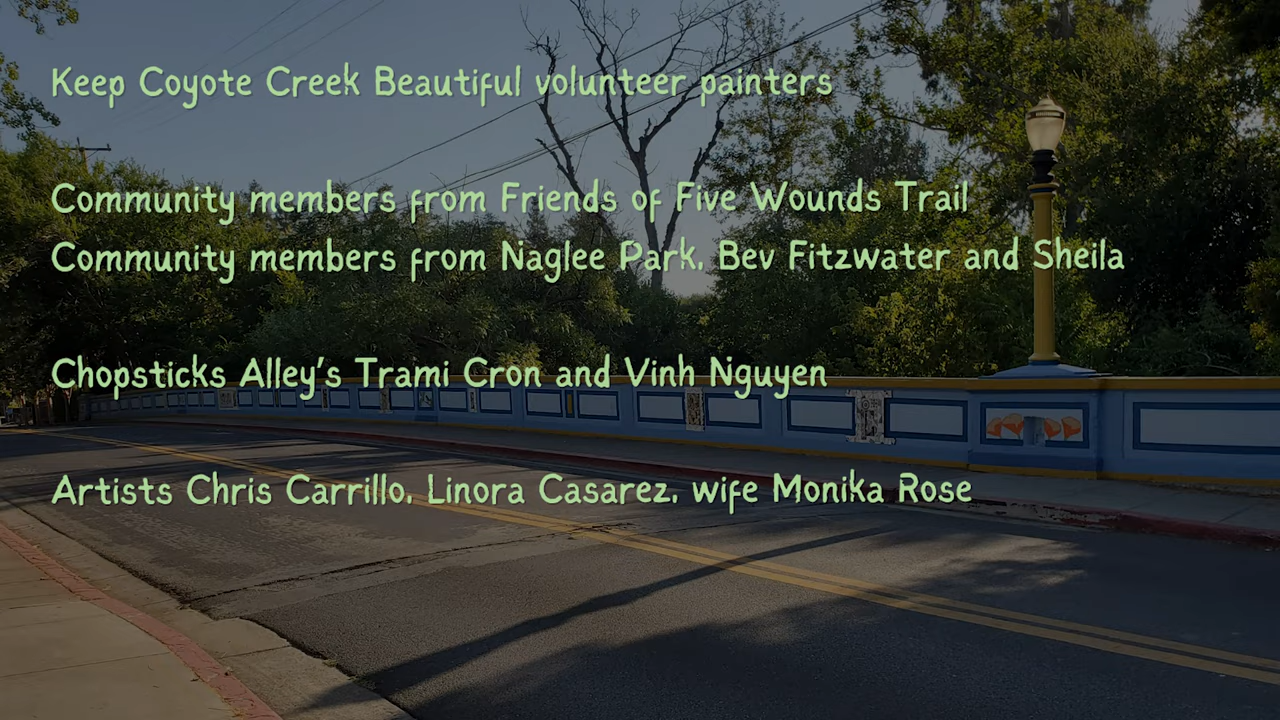 Keep Coyote Creek Beautiful volunteer painters
Community members from Friends of Five Wounds Trail
Community members from Naglee Park, Bev Fitzwater and Sheila
Chopsticks Alley's Trami Cron and Vinh Nguyen
Artists Chris Carrillo, Linora Casarez, wife Monika Rose